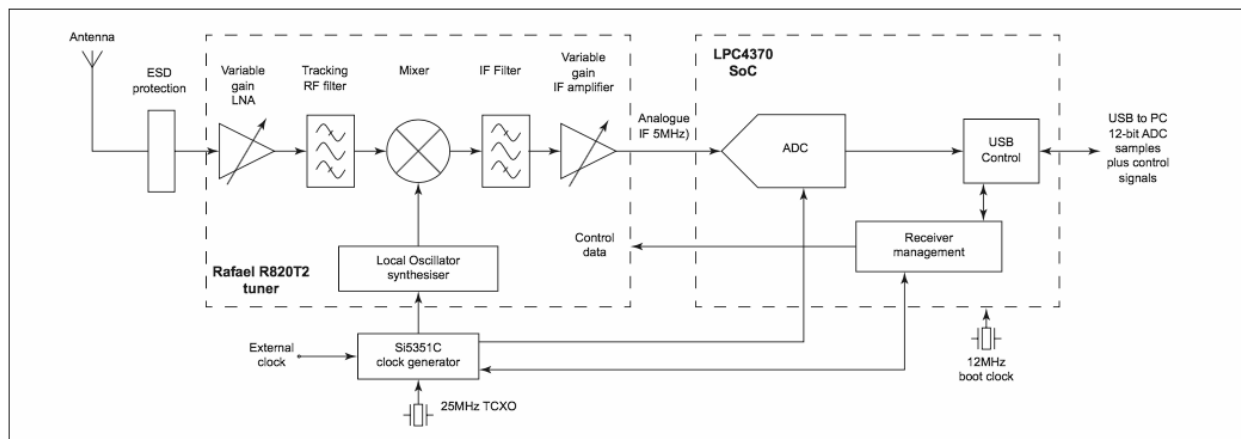 Antenna
ESD
protection
Variable
gain
LNA
Tracking
RF filter
Mixer
IF Filter
Variable
gain
IF amplifier
Analogue
IF 5MHz)
LPC4370
SoC
ADC
USB
Control
USB to PC
12-bit ADC
samples
plus control
signals
Control
data
Receiver
management
Local Oscillator
synthesiser
Rafael R820T2
tuner
External
clock
Si5351C
clock generator
25MHz TCXO
12MHz
boot clock